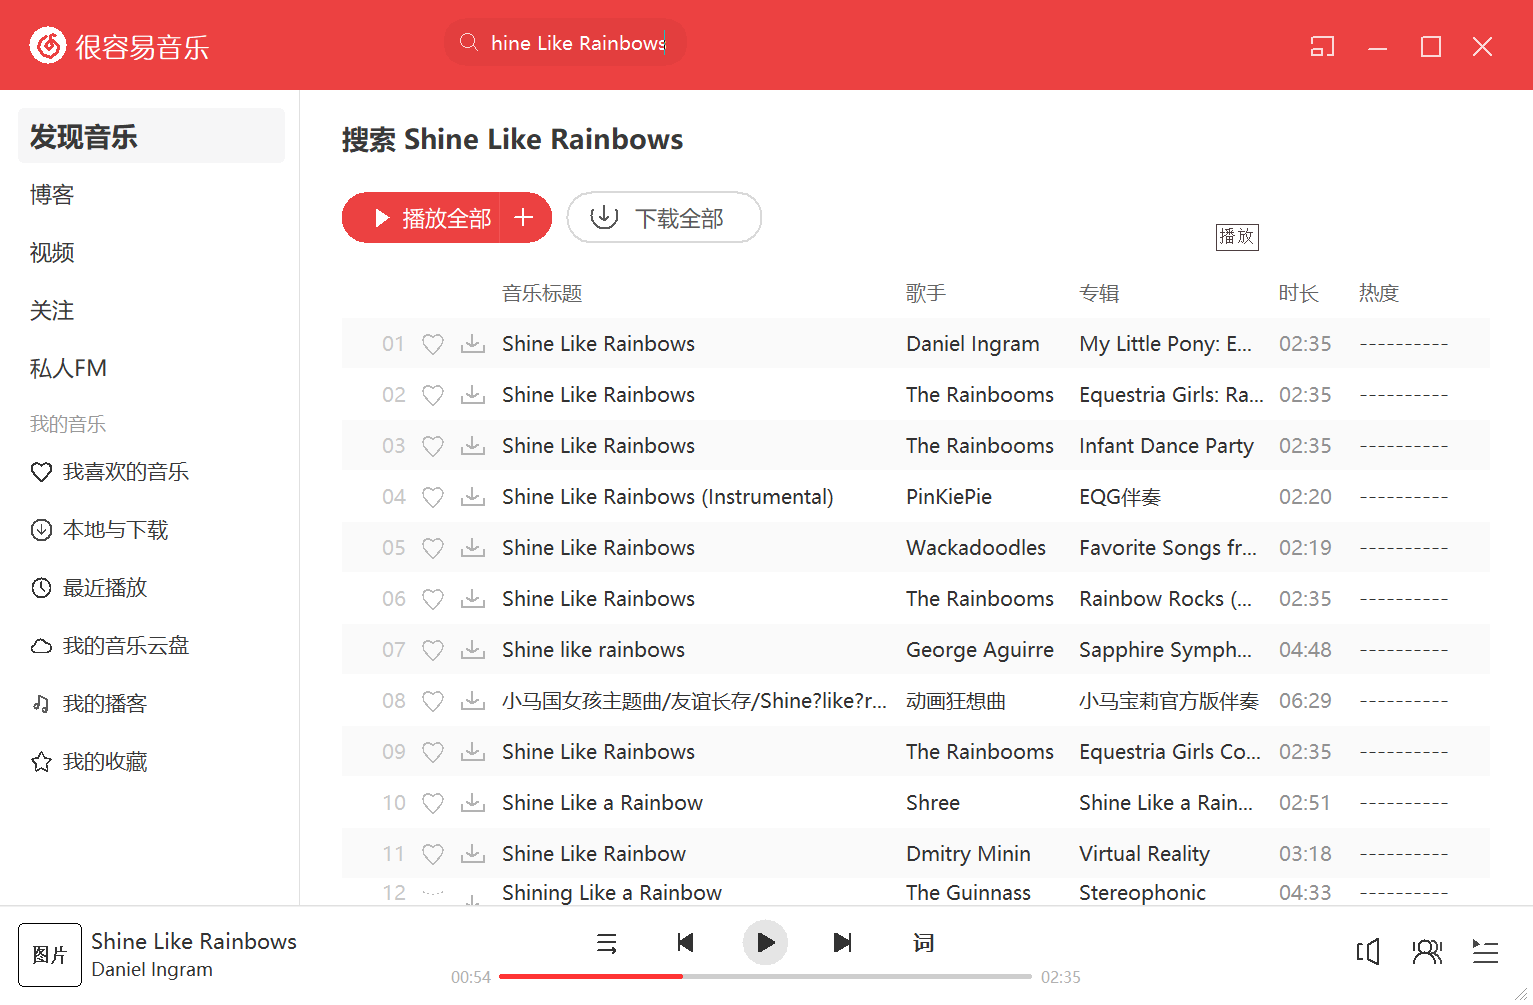 很容易音乐
hine Like Rainbows
发现音乐
博客
视频
关注
私人FM
我的音乐
我喜欢的音乐
本地与下载
最近播放
我的音乐云盘
我的播客
我的收藏
搜索 Shine Like Rainbows
播放全部
下载全部
播放
音乐标题 歌手 专辑 时长 热度
01 Shine Like Rainbows Daniel Ingram My Little Pony: E... 02:35 ----------
02 Shine Like Rainbows The Rainbooms Equestria Girls: Ra... 02:35 ----------
03 Shine Like Rainbows The Rainbooms Infant Dance Party 02:35 ----------
04 Shine Like Rainbows (Instrumental) PinKiePie EQG伴奏 02:20 ----------
05 Shine Like Rainbows Wackadoodles Favorite Songs fr... 02:19 ----------
06 Shine Like Rainbows The Rainbooms Rainbow Rocks (... 02:35 ----------
07 Shine like rainbows George Aguirre Sapphire Symph... 04:48 ----------
08 小马国女孩主题曲/友谊长存/Shine?like?r... 动画狂想曲 小马宝莉官方版伴奏 06:29 ----------
09 Shine Like Rainbows The Rainbooms Equestria Girls Co... 02:35 ----------
10 Shine Like a Rainbow Shree Shine Like a Rain... 02:51 ----------
11 Shine Like Rainbow Dmitry Minin Virtual Reality 03:18 ----------
12 Shining Like a Rainbow The Guinnass Stereophonic 04:33 ----------
图片
Shine Like Rainbows
Daniel Ingram
词
00:54
02:35